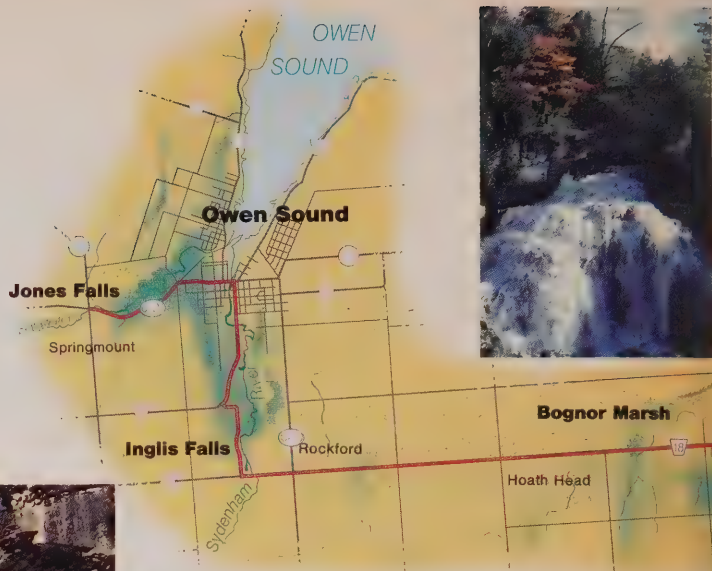 OWEN
SOUND
Owen Sound
Jones Falls
Springmount
River
Bognor Marsh
Inglis Falls
Rockford
18
Hoath Head
Sydenham